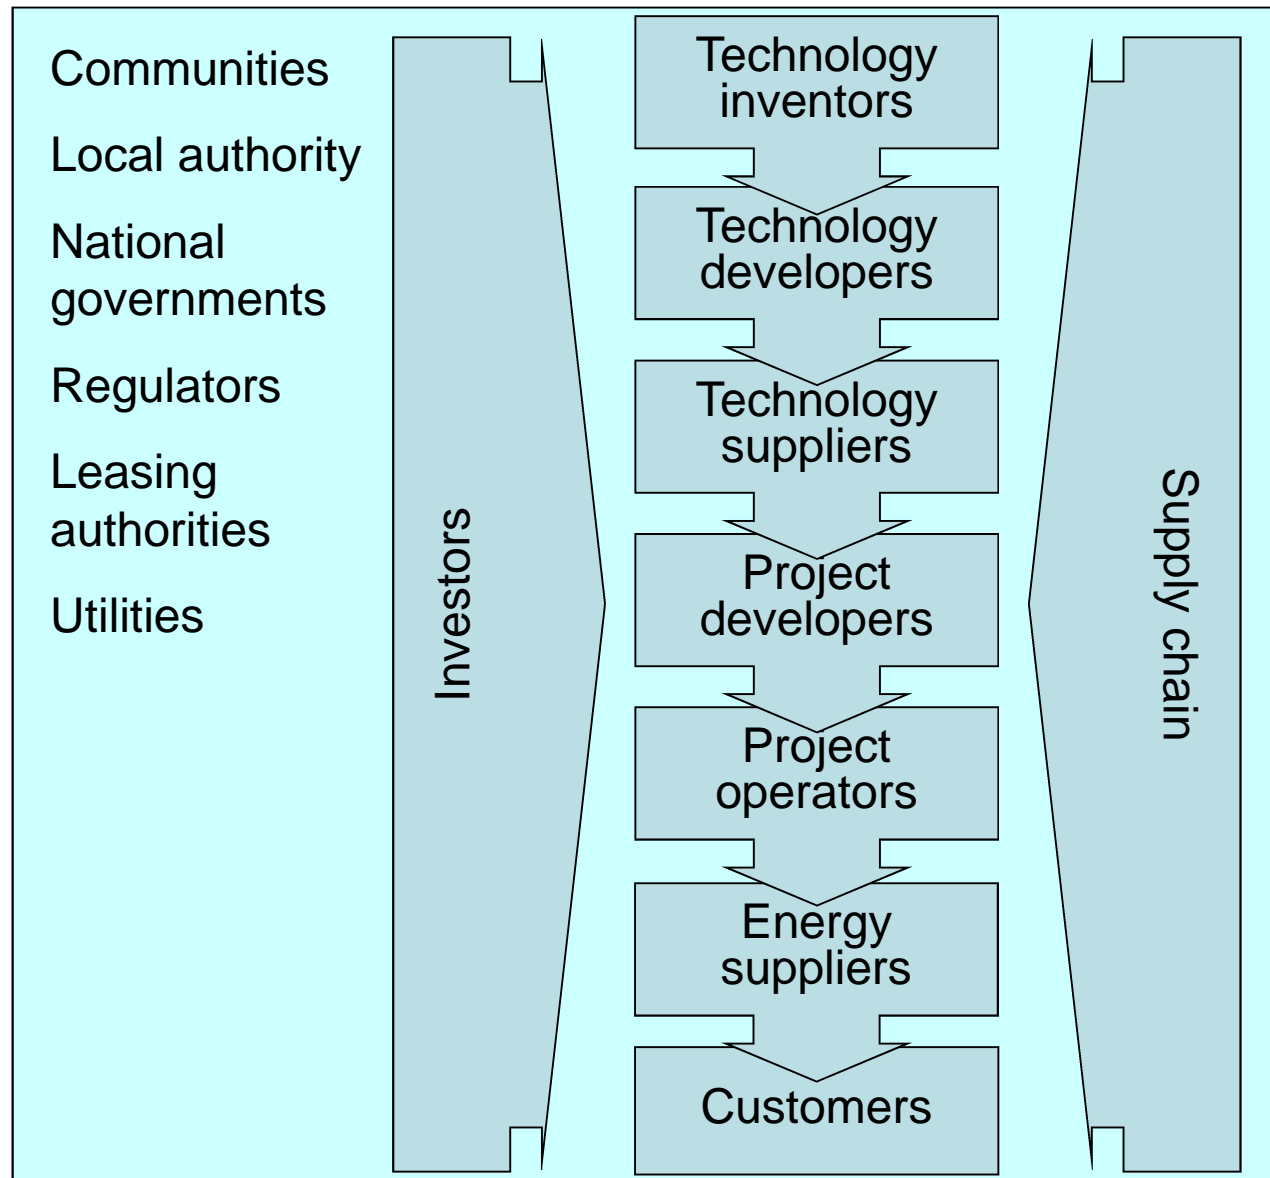 Communities
Local authority
National
governments
Regulators
Leasing
authorities
Utilities
Investors
Technology
inventors
Technology
developers
Technology
suppliers
Project
developers
Project
operators
Energy
suppliers
Customers
Supply chain